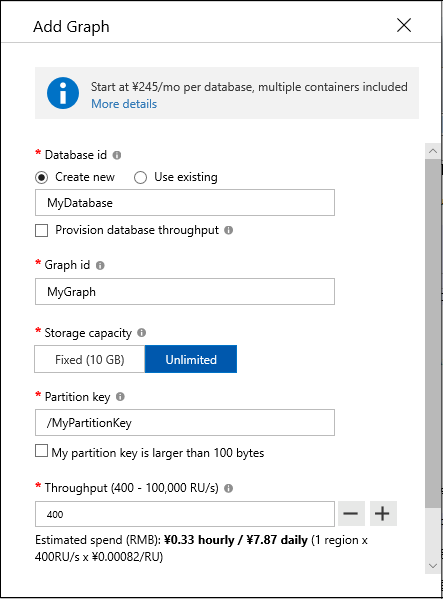 Add Graph
Start at ¥245/mo per database, multiple containers included
More details
* Database id
Create new Use existing
MyDatabase
Provision database throughput
* Graph id
MyGraph
* Storage capacity
Fixed (10 GB) Unlimited
* Partition key
/MyPartitionKey
My partition key is larger than 100 bytes
* Throughput (400 - 100,000 RU/s)
400
Estimated spend (RMB): ¥0.33 hourly / ¥7.87 daily (1 region x
400RU/s x ¥0.00082/RU)